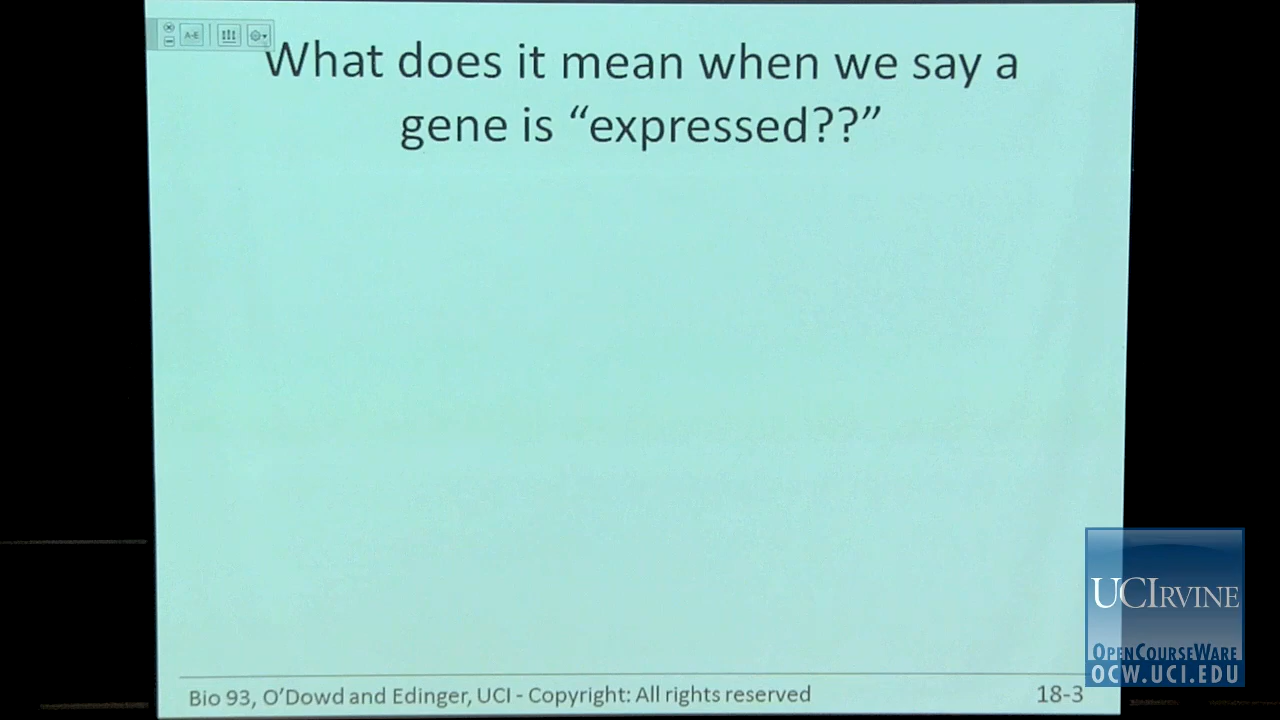 A-E
What does it mean when we say a
gene is “expressed??”
UCIRVINE
OPENCOURSEWARE
OCW.UCI.EDU
Bio 93, O’Dowd and Edinger, UCI - Copyright: All rights reserved
18-3